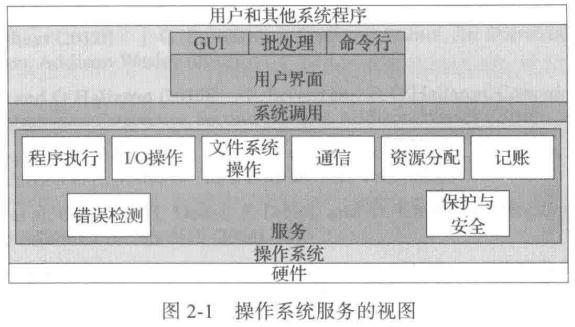 用户和其他系统程序
GUI 批处理 命令行
用户界面
系统调用
程序执行 I/O操作 文件系统操作 通信 资源分配 记账
错误检测 保护与安全
服务
操作系统
硬件
图 2-1 操作系统服务的视图